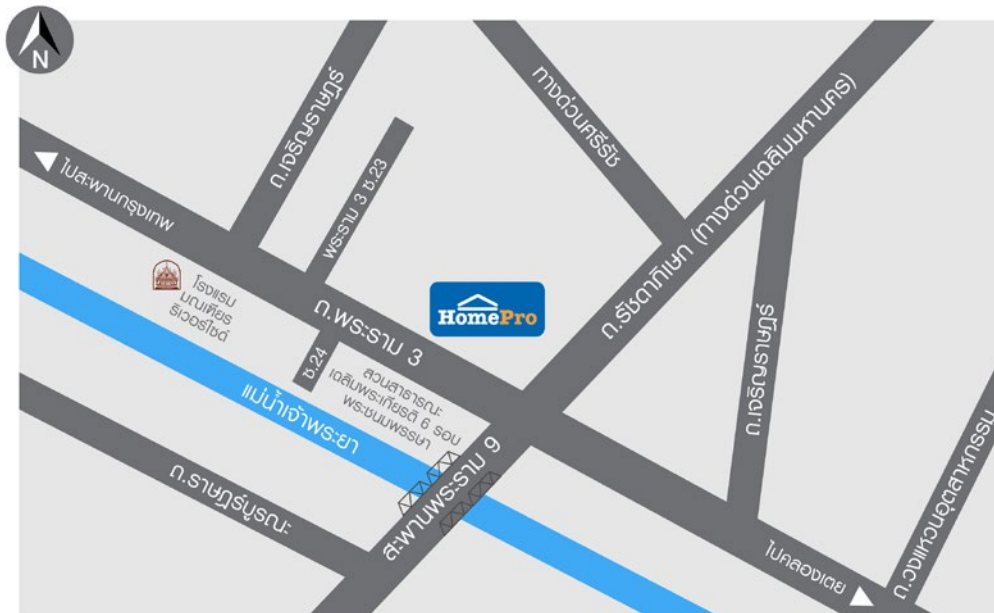 N
ถ.เจริญราษฎร์
ทางด่วนศรีรัช
ถ.รัชดาภิเษก (ทางด่วนเฉลิมมหานคร)
ไปสะพานกรุงเทพ
พระราม 3 ซ.23
โรงแรม
มณเฑียร
ริเวอร์ไซด์
ถ.พระราม 3
HomePro
ซ.24
สวนสาธารณะ
เฉลิมพระเกียรติ 6 รอบ
พระชนมพรรษา
ถ.เจริญราษฎร์
แม่น้ำเจ้าพระยา
สะพานพระราม 9
ถ.ราษฎร์บูรณะ
ไปคลองเตย
ถ.วงแหวนอุตสาหกรรม